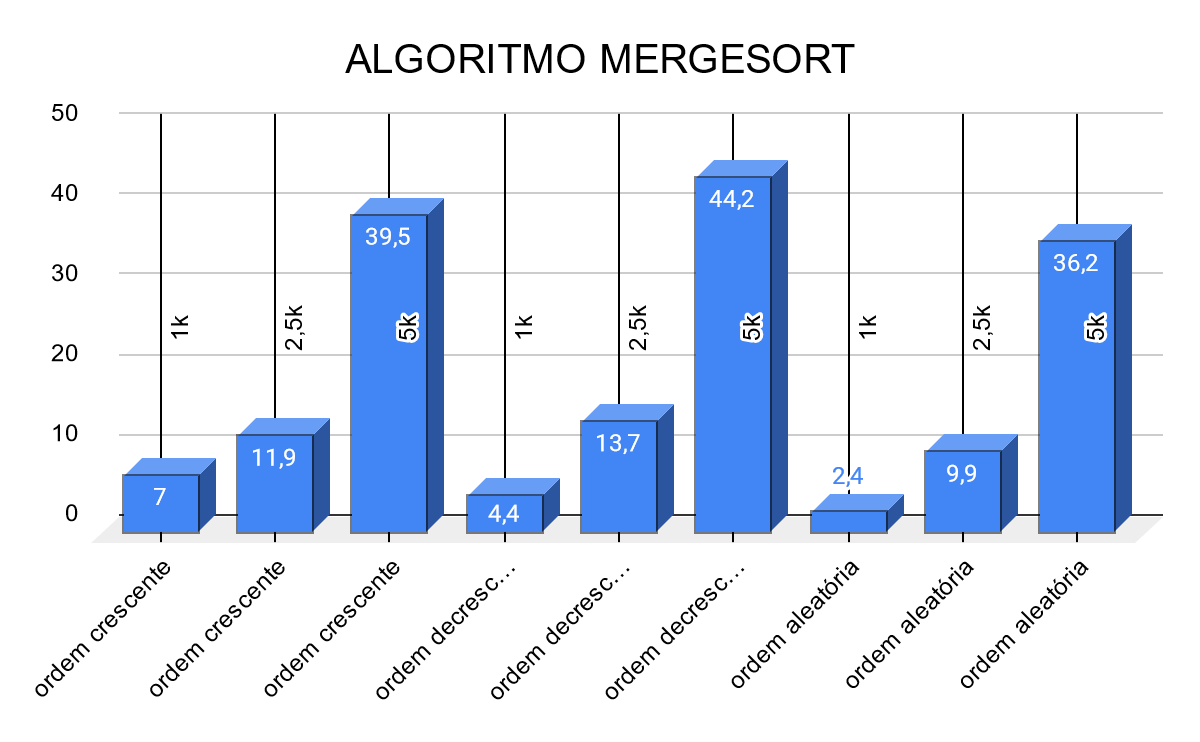 ALGORITMO MERGESORT
50
40
30
20
10
0
7
11,9
39,5
4,4
13,7
44,2
2,4
9,9
36,2
1k
2,5k
5k
1k
2,5k
5k
1k
2,5k
5k
ordem crescente
ordem crescente
ordem crescente
ordem decresc...
ordem decresc...
ordem decresc...
ordem aleatória
ordem aleatória
ordem aleatória